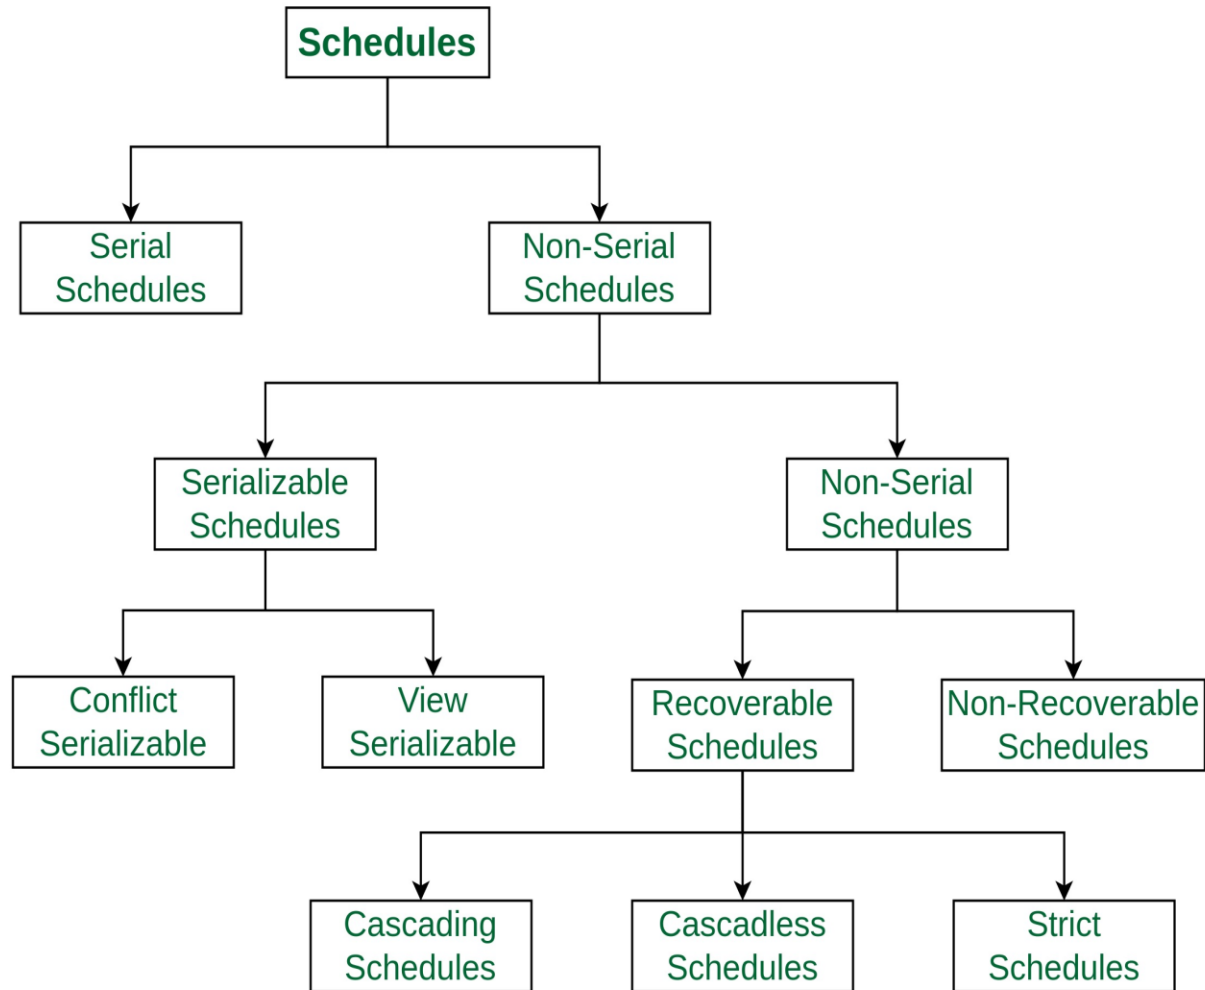 Schedules
Serial
Schedules
Non-Serial
Schedules
Serializable
Schedules
Non-Serial
Schedules
Conflict
Serializable
View
Serializable
Recoverable
Schedules
Non-Recoverable
Schedules
Cascading
Schedules
Cascadless
Schedules
Strict
Schedules